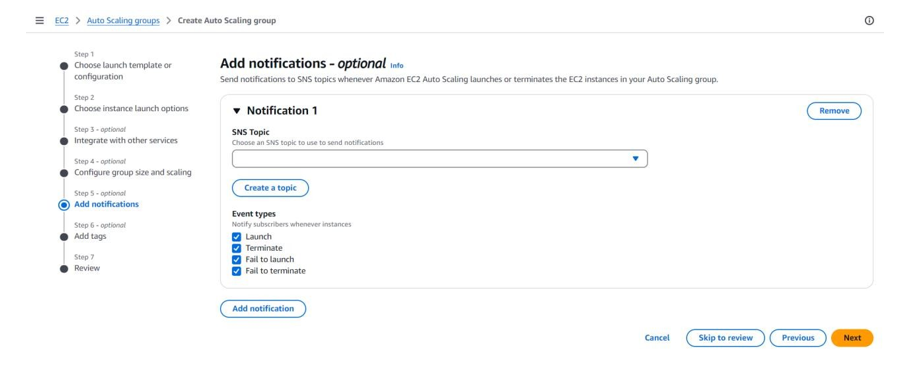 EC2 > Auto Scaling groups > Create Auto Scaling group
Step 1
Choose launch template or
configuration
Step 2
Choose instance launch options
Step 3 - optional
Integrate with other services
Step 4 - optional
Configure group size and scaling
Step 5 - optional
Add notifications
Step 6 - optional
Add tags
Step 7
Review
Add notifications - optional Info
Send notifications to SNS topics whenever Amazon EC2 Auto Scaling launches or terminates the EC2 instances in your Auto Scaling group.
Notification 1
Remove
SNS Topic
Choose an SNS topic to use to send notifications
Create a topic
Event types
Notify subscribers whenever instances
Launch
Terminate
Fail to launch
Fail to terminate
Add notification
Cancel
Skip to review
Previous
Next